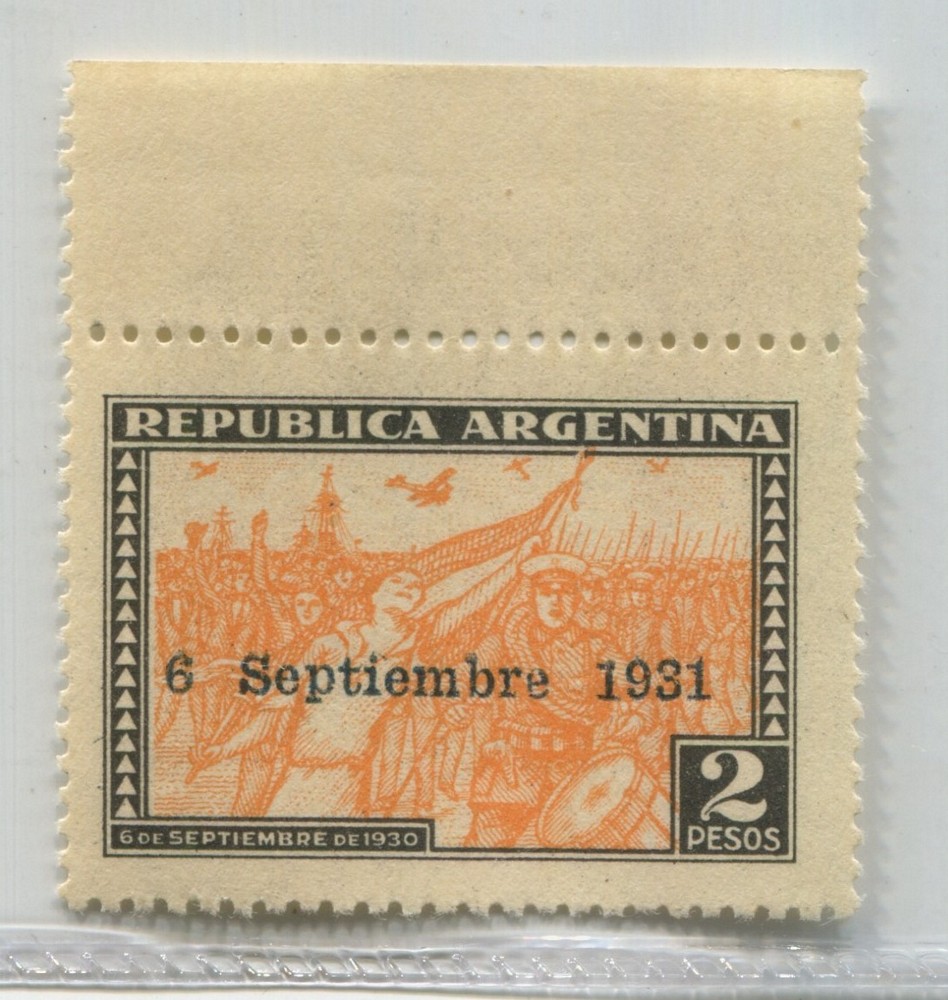 REPUBLICA ARGENTINA
6 Septiembre 1931
2
PESOS
6 DE SEPTIEMBRE DE 1930